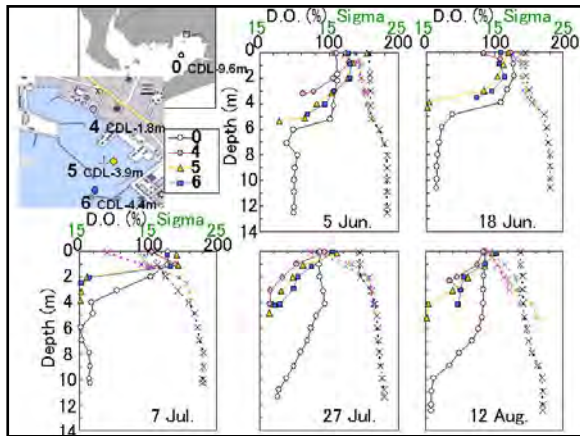 D.O. (%) Sigma
15 20 25
0 100 200
D.O. (%) Sigma
15 20 25
0 100 200
0 CDL-9.6m
4 CDL-1.8m
5 CDL-3.9m
6 CDL-4.4m
0
4
5
6
Depth (m)
0
2
4
6
8
10
12
14
5 Jun.
18 Jun.
D.O. (%) Sigma
15 20 25
0 100 200
Depth (m)
0
2
4
6
8
10
12
14
7 Jul.
27 Jul.
12 Aug.